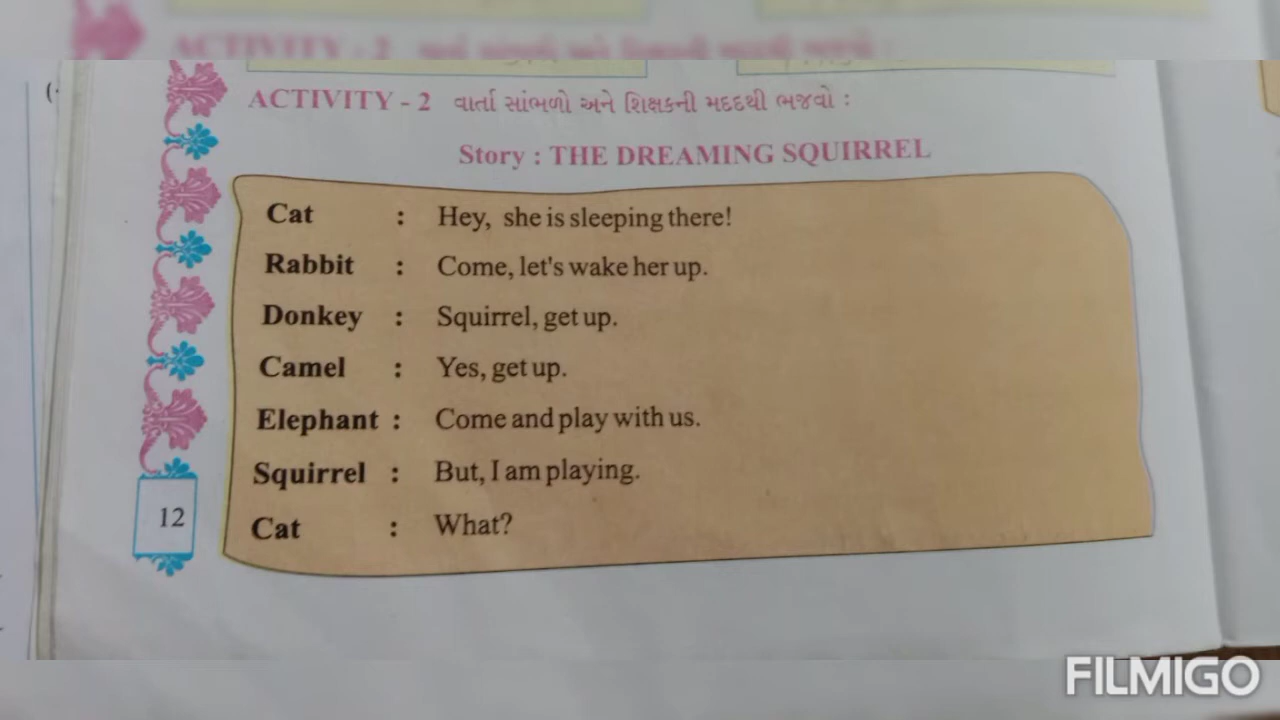 ACTIVITY - 2 વાર્તા સાંભળો અને શિક્ષકની મદદથી ભજવો :
Story : THE DREAMING SQUIRREL
Cat : Hey, she is sleeping there!
Rabbit : Come, let's wake her up.
Donkey : Squirrel, get up.
Camel : Yes, get up.
Elephant : Come and play with us.
Squirrel : But, I am playing.
Cat : What?
12
FILMIGO